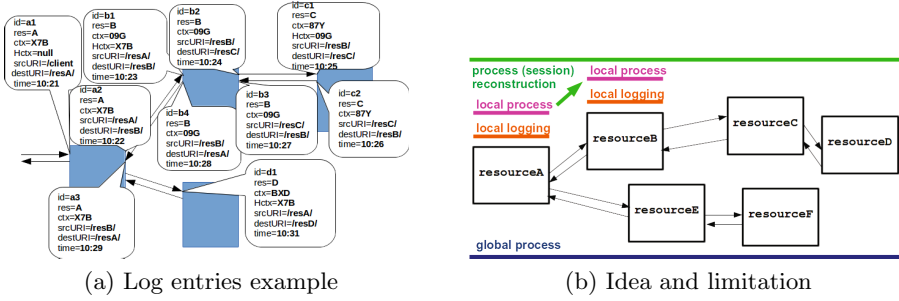 id=a1
res=A
ctx=X7B
Hctx=null
srcURI=/client
destURI=/resA/
time=10:21
id=b1
res=B
ctx=09G
Hctx=X7B
srcURI=/resA/
destURI=/resB/
time=10:23
id=b2
res=B
ctx=09G
srcURI=/resB/
destURI=/resC/
time=10:24
id=c1
res=C
ctx=87Y
Hctx=09G
srcURI=/resB/
destURI=/resC/
time=10:25
id=a2
res=A
ctx=X7B
srcURI=/resA/
destURI=/resB/
time=10:22
id=b4
res=B
ctx=09G
srcURI=/resB/
destURI=/resA/
time=10:28
id=b3
res=B
ctx=09G
srcURI=/resC/
destURI=/resB/
time=10:27
id=c2
res=C
ctx=87Y
srcURI=/resC/
destURI=/resB/
time=10:26
id=a3
res=A
ctx=X7B
srcURI=/resB/
destURI=/resA/
time=10:29
id=d1
res=D
ctx=BXD
Hctx=X7B
srcURI=/resA/
destURI=/resD/
time=10:31
(a) Log entries example
process (session)
reconstruction
local process
local logging
local process
local logging
resourceA
resourceB
resourceC
resourceD
resourceE
resourceF
global process
(b) Idea and limitation